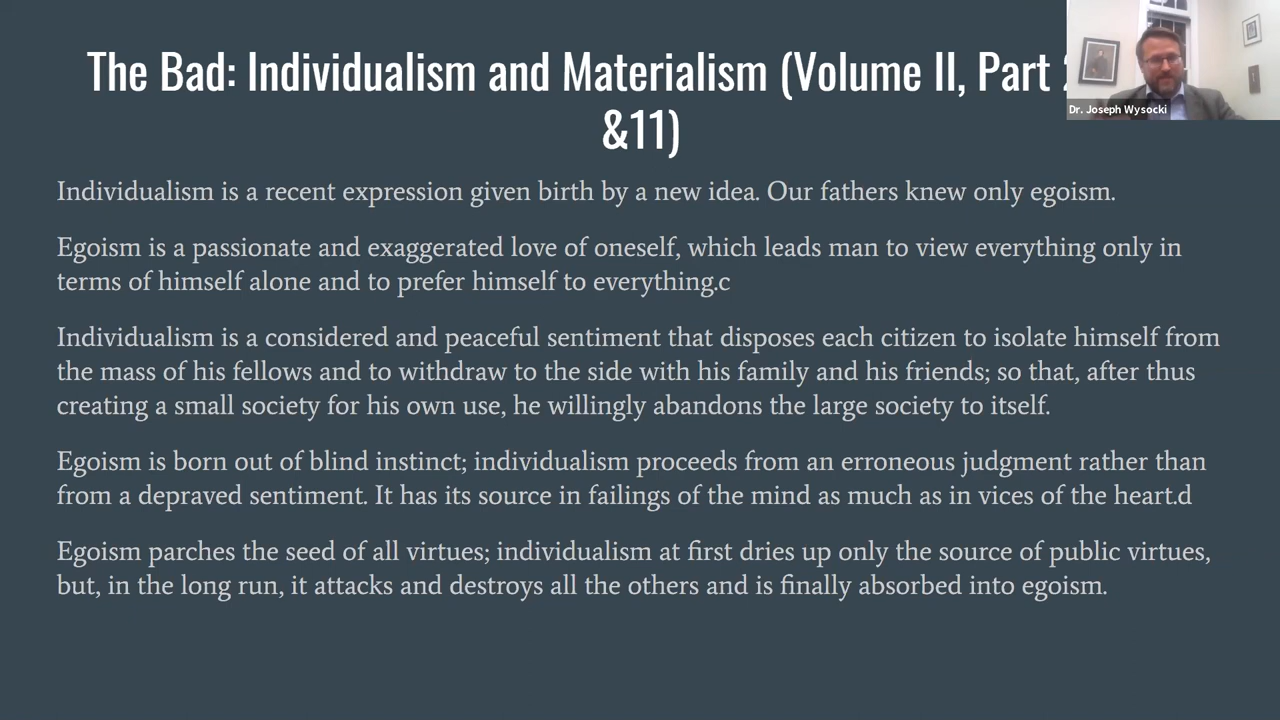 The Bad: Individualism and Materialism (Volume II, Part
&11)
Dr. Joseph Wysocki
Individualism is a recent expression given birth by a new idea. Our fathers knew only egoism.
Egoism is a passionate and exaggerated love of oneself, which leads man to view everything only in
terms of himself alone and to prefer himself to everything.c
Individualism is a considered and peaceful sentiment that disposes each citizen to isolate himself from
the mass of his fellows and to withdraw to the side with his family and his friends; so that, after thus
creating a small society for his own use, he willingly abandons the large society to itself.
Egoism is born out of blind instinct; individualism proceeds from an erroneous judgment rather than
from a depraved sentiment. It has its source in failings of the mind as much as in vices of the heart.d
Egoism parches the seed of all virtues; individualism at first dries up only the source of public virtues,
but, in the long run, it attacks and destroys all the others and is finally absorbed into egoism.